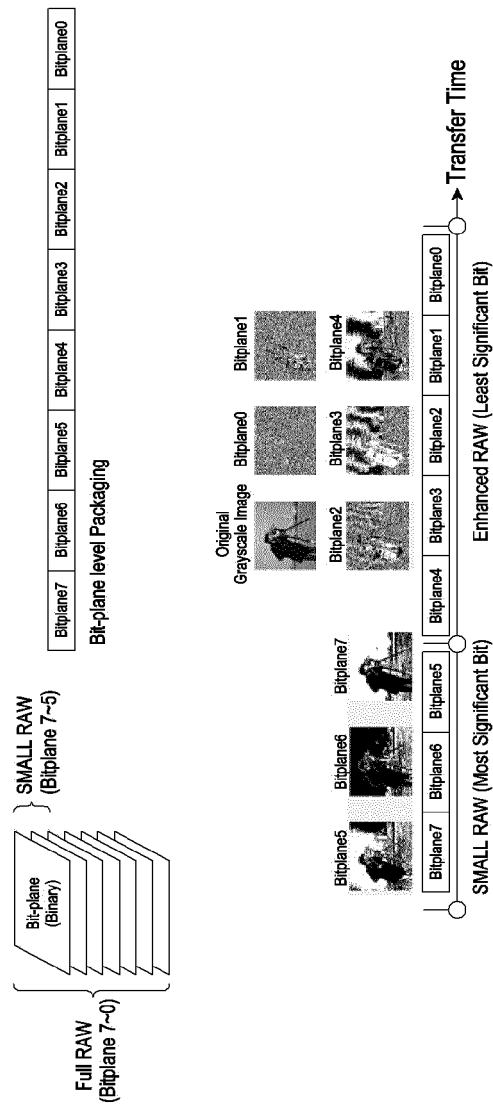 Full RAW
(Bitplane 7~0)
Bit-plane
(Binary)
SMALL RAW
(Bitplane 7~5)
Bitplane7 Bitplane6 Bitplane5 Bitplane4 Bitplane3 Bitplane2 Bitplane1 Bitplane0
Bit-plane level Packaging
Original
Grayscale Image
Bitplane0
Bitplane1
Bitplane5
Bitplane6
Bitplane7
Bitplane2
Bitplane3
Bitplane4
Bitplane7 Bitplane6 Bitplane5 Bitplane4 Bitplane3 Bitplane2 Bitplane1 Bitplane0
Transfer Time
SMALL RAW (Most Significant Bit)
Enhanced RAW (Least Significant Bit)